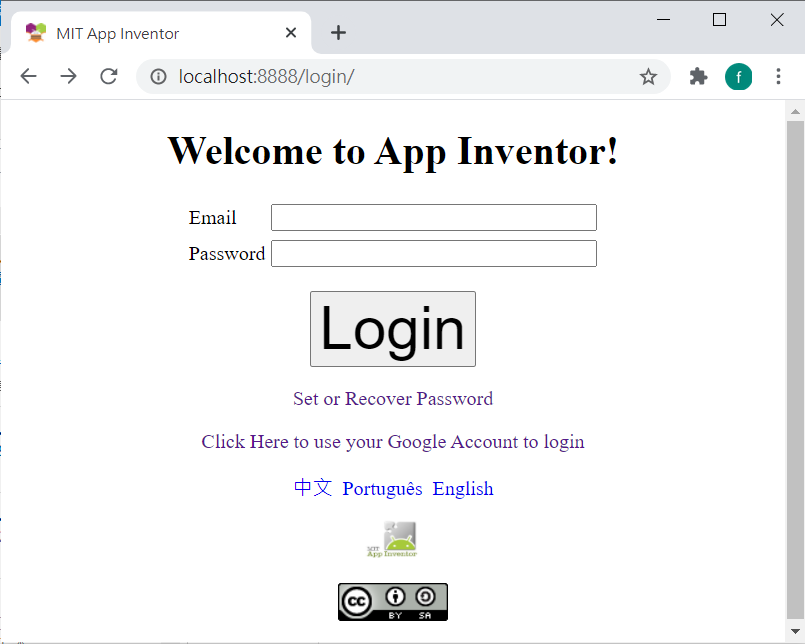 MIT App Inventor
localhost:8888/login/
f
Welcome to App Inventor!
Email
Password
Login
Set or Recover Password
Click Here to use your Google Account to login
中文 Português English
MIT
App Inventor
cc
BY SA